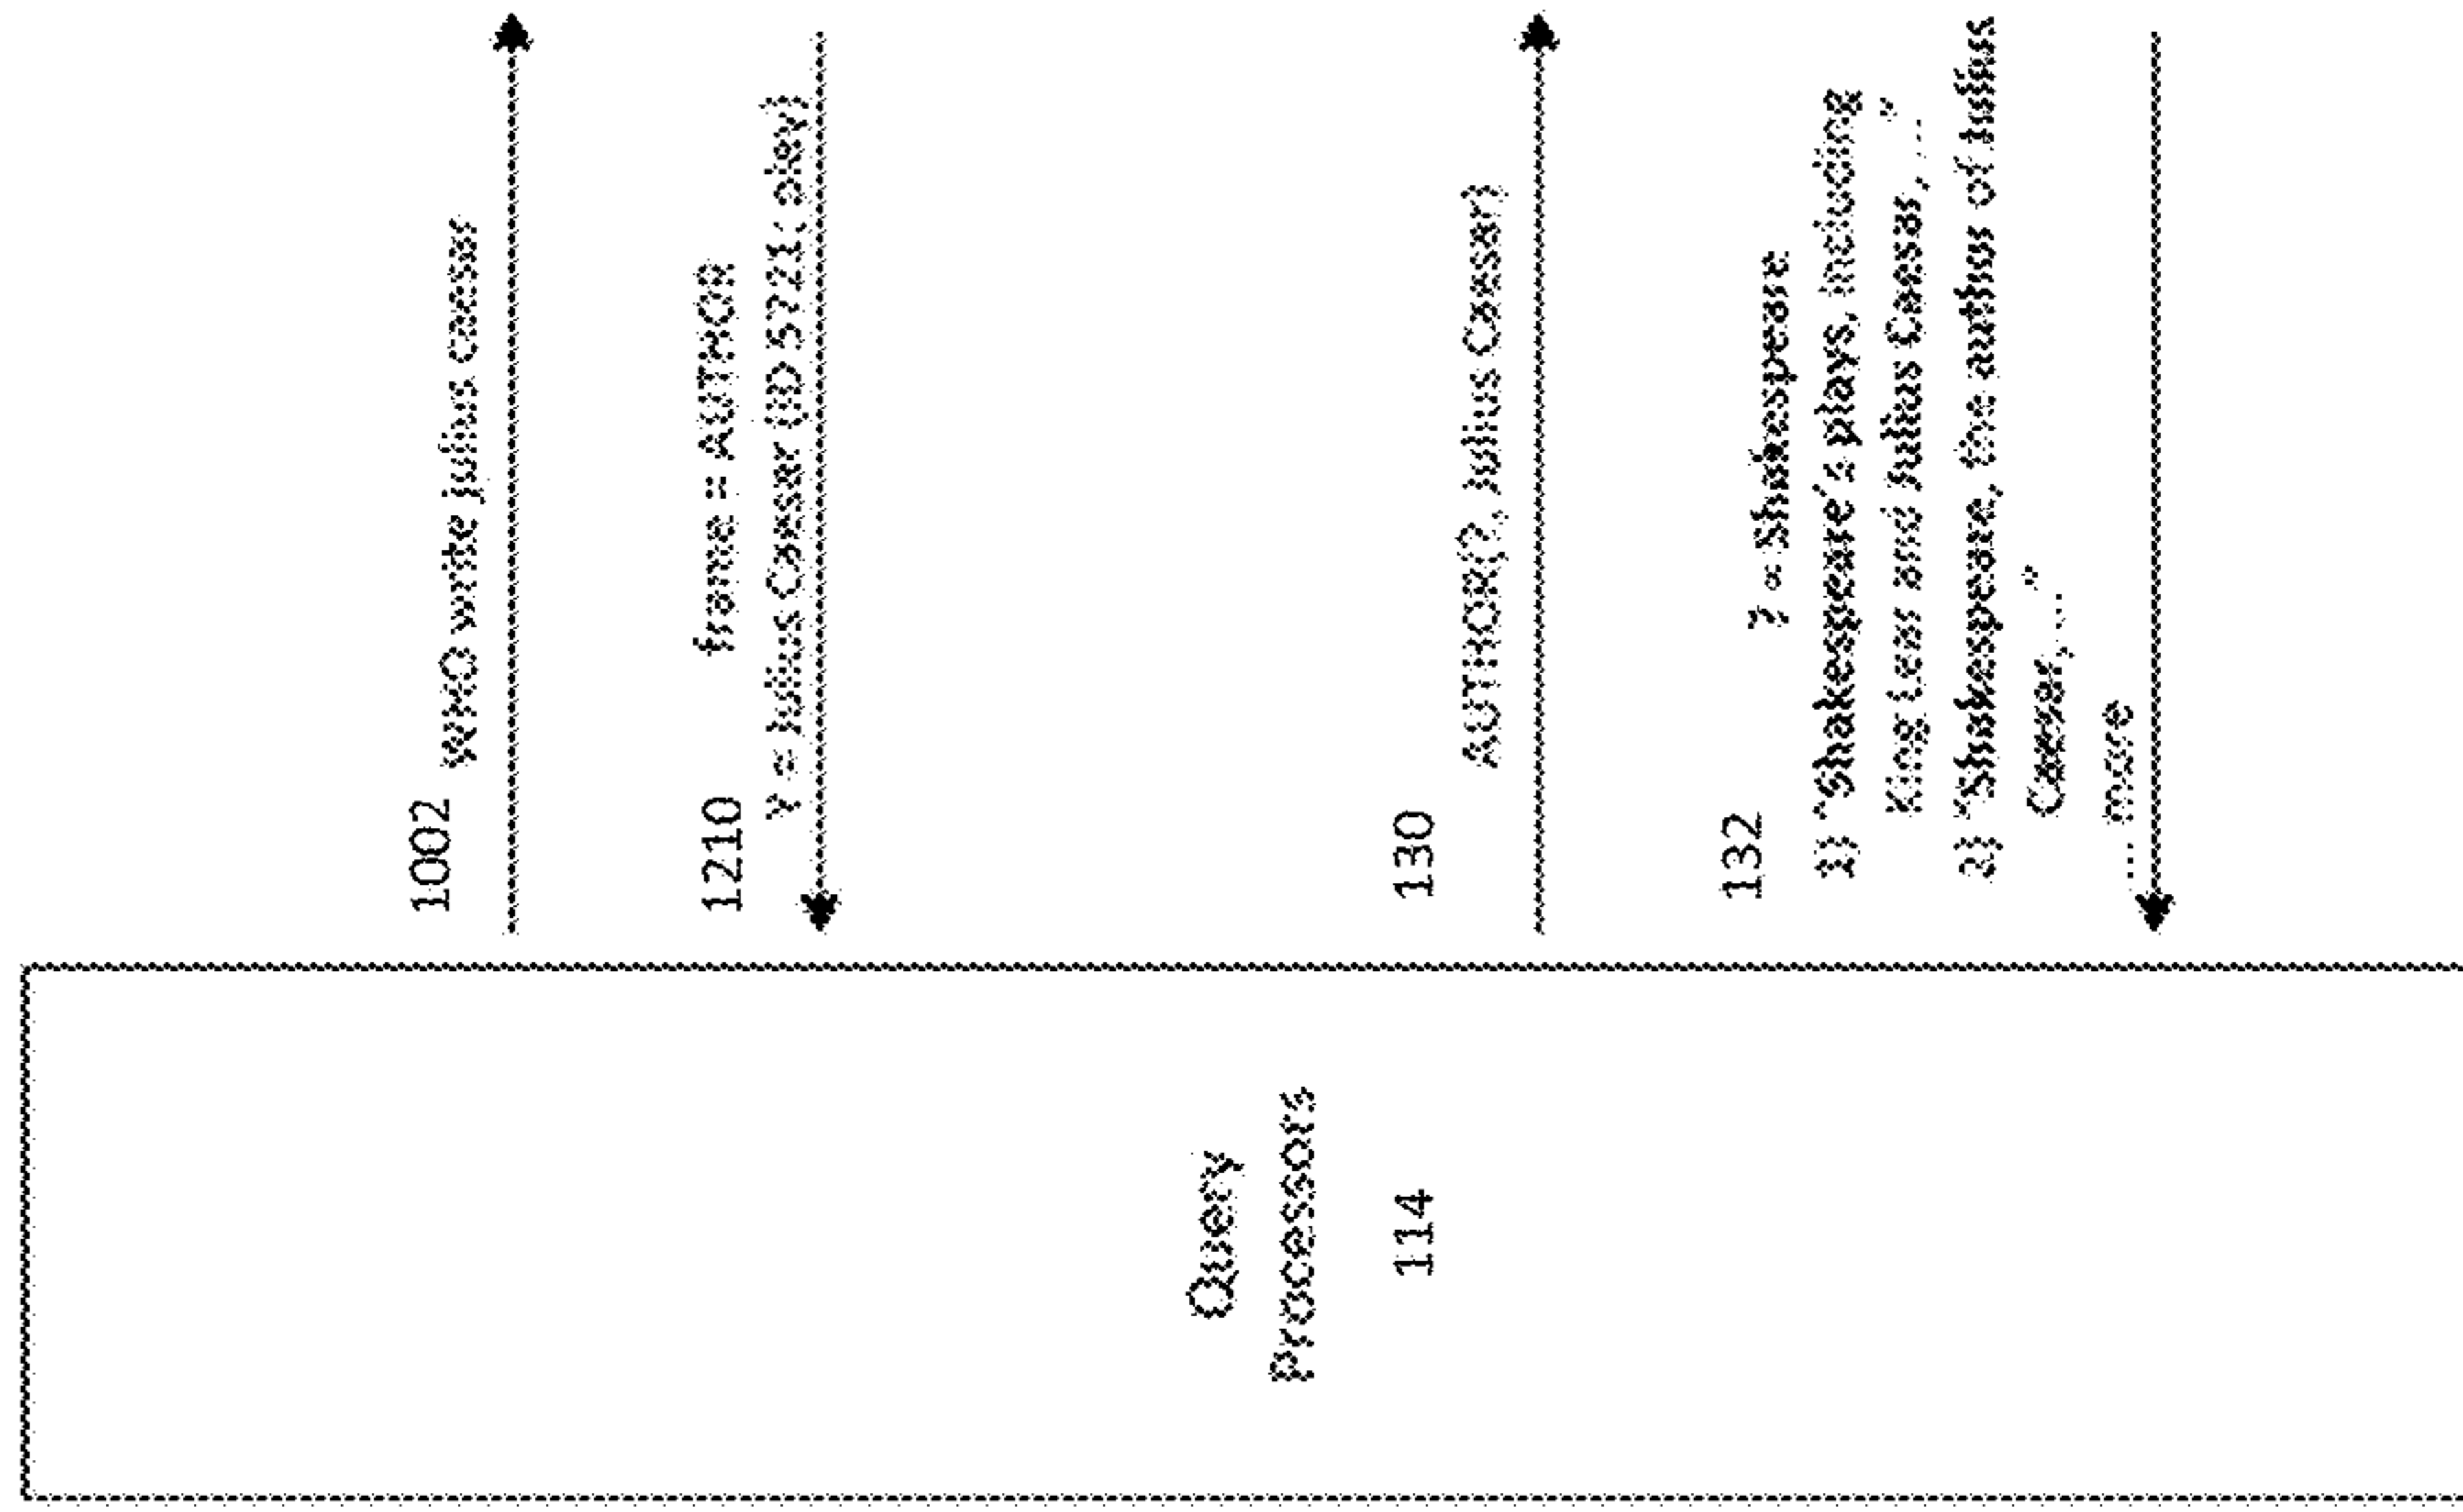 Query
Processors
114
1002
WHO write julius caesar
1210
frame = AUTHOR
Y = Julius Caesar (ID 5721: play)
130
AUTHOR(?, Julius Caesar)
132
? = Shakespeare
1) "Shakespeare's plays, including
King Lear and Julius Caesar, ..."
2) "Shakespeare, the author of Julius
Caesar, ..."
... more